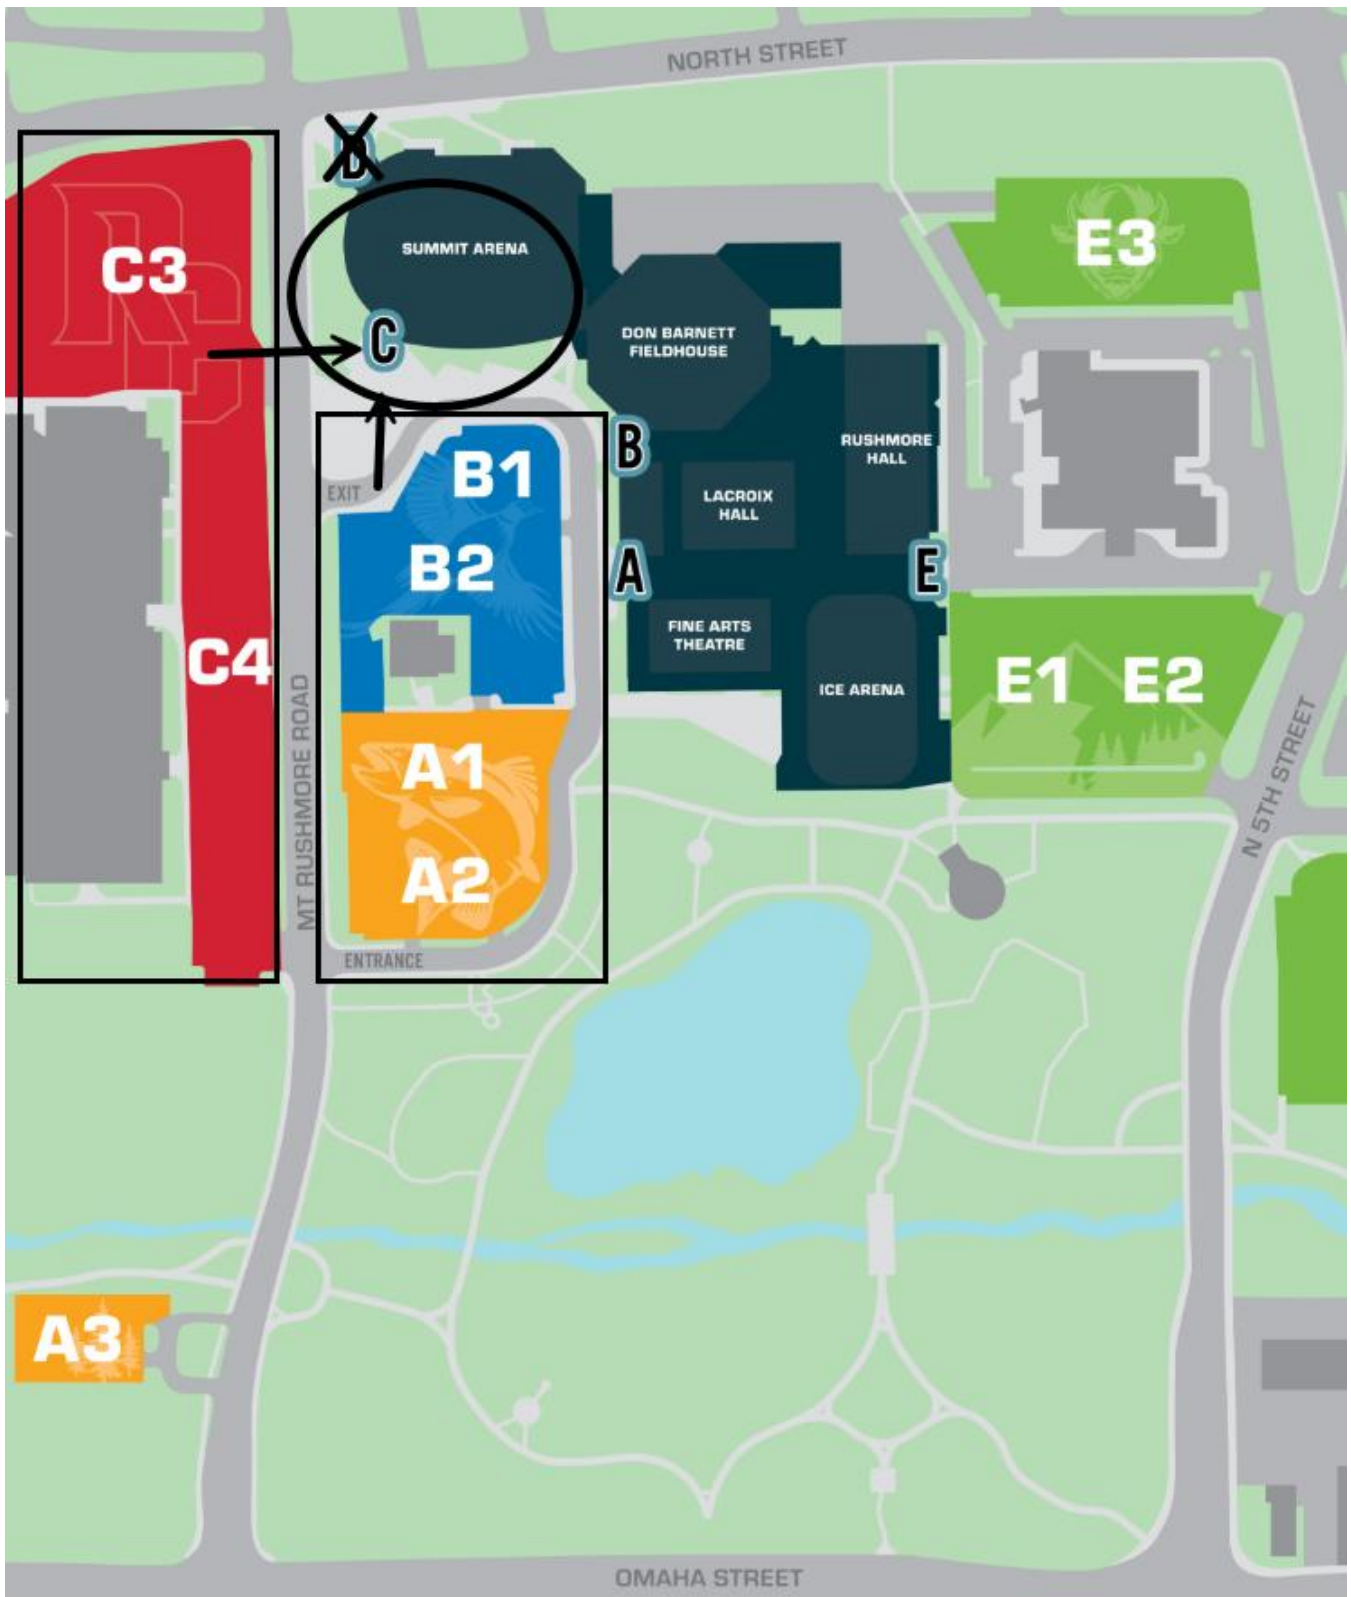 NORTH STREET
D
C3
SUMMIT ARENA
E3
C
DON BARNETT
FIELDHOUSE
B
B1
EXIT
RUSHMORE
HALL
LACROIX
HALL
B2
A
E
C4
FINE ARTS
THEATRE
E1 E2
ICE ARENA
MT RUSHMORE ROAD
A1
N 5TH STREET
A2
ENTRANCE
A3
OMAHA STREET
RC